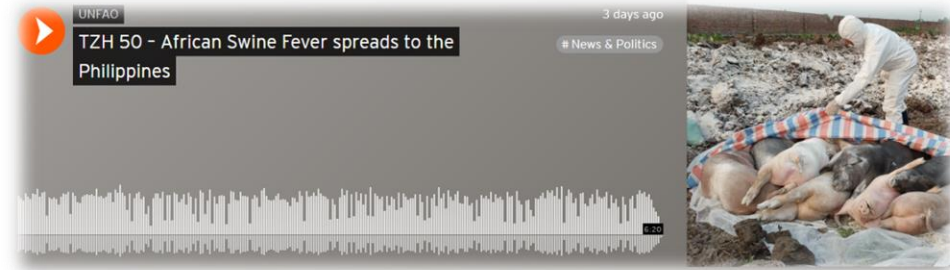 UNFAO
3 days ago
TZH 50 – African Swine Fever spreads to the
Philippines
# News & Politics
6:20